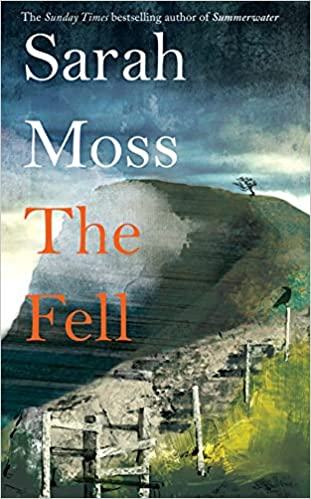 The Sunday Times bestselling author of Summerwater
Sarah
Moss
The
Fell